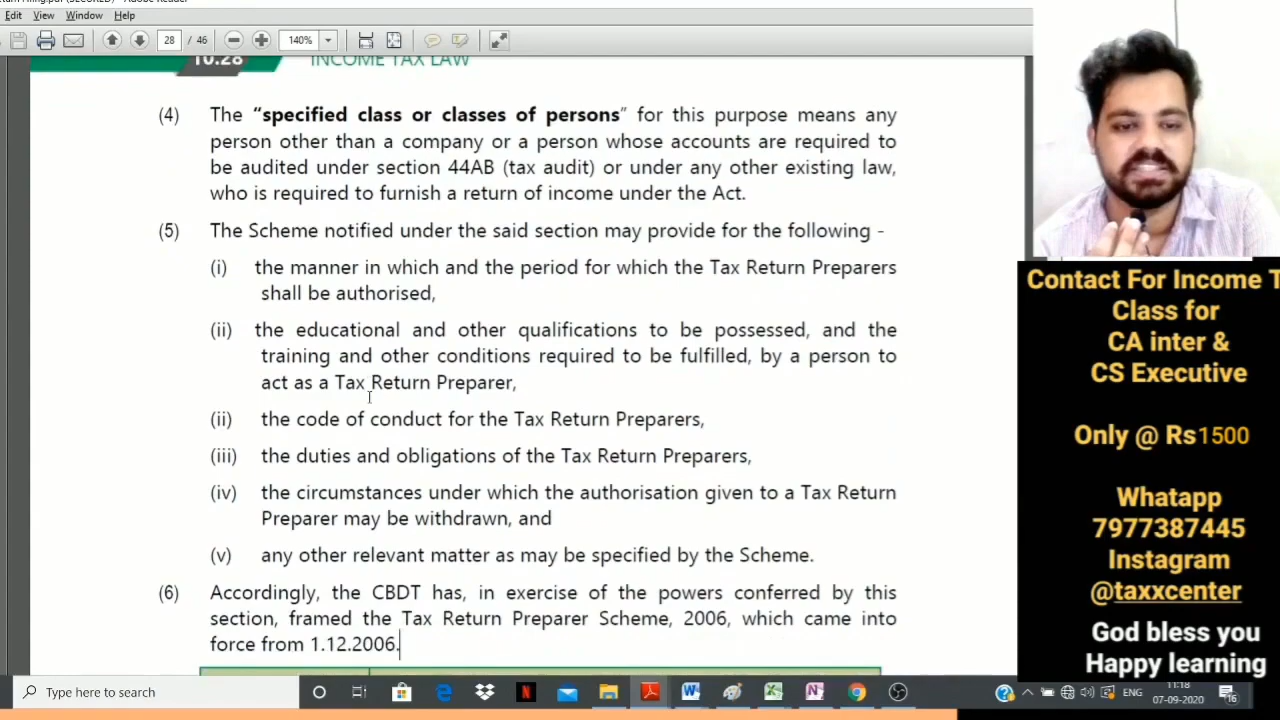 Edit View Window Help
28 / 46
140%
10.28 INCOME TAX LAW
(4) The “specified class or classes of persons” for this purpose means any
person other than a company or a person whose accounts are required to
be audited under section 44AB (tax audit) or under any other existing law,
who is required to furnish a return of income under the Act.
(5) The Scheme notified under the said section may provide for the following -
(i) the manner in which and the period for which the Tax Return Preparers
shall be authorised,
(ii) the educational and other qualifications to be possessed, and the
training and other conditions required to be fulfilled, by a person to
act as a Tax Return Preparer,
(ii) the code of conduct for the Tax Return Preparers,
(iii) the duties and obligations of the Tax Return Preparers,
(iv) the circumstances under which the authorisation given to a Tax Return
Preparer may be withdrawn, and
(v) any other relevant matter as may be specified by the Scheme.
(6) Accordingly, the CBDT has, in exercise of the powers conferred by this
section, framed the Tax Return Preparer Scheme, 2006, which came into
force from 1.12.2006.
Contact For Income T
Class for
CA inter &
CS Executive
Only @ Rs1500
Whatapp
7977387445
Instagram
@taxxcenter
God bless you
Happy learning
Type here to search
ENG
11:18
07-09-2020
16